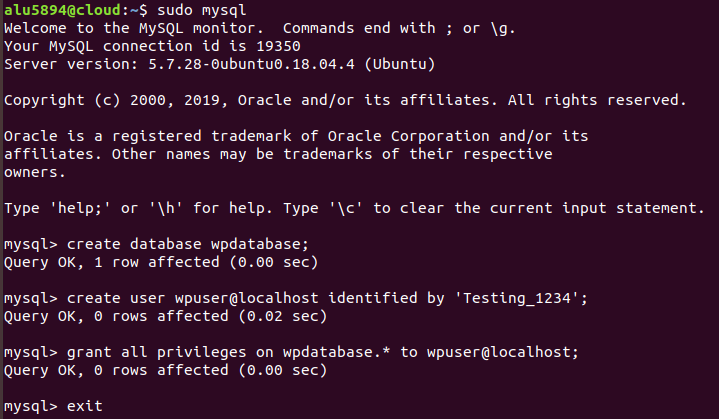 alu5894@cloud:~$ sudo mysql
Welcome to the MySQL monitor.  Commands end with ; or \g.
Your MySQL connection id is 19350
Server version: 5.7.28-0ubuntu0.18.04.4 (Ubuntu)
Copyright (c) 2000, 2019, Oracle and/or its affiliates. All rights reserved.
Oracle is a registered trademark of Oracle Corporation and/or its
affiliates. Other names may be trademarks of their respective
owners.
Type 'help;' or '\h' for help. Type '\c' to clear the current input statement.
mysql> create database wpdatabase;
Query OK, 1 row affected (0.00 sec)
mysql> create user wpuser@localhost identified by 'Testing_1234';
Query OK, 0 rows affected (0.02 sec)
mysql> grant all privileges on wpdatabase.* to wpuser@localhost;
Query OK, 0 rows affected (0.00 sec)
mysql> exit